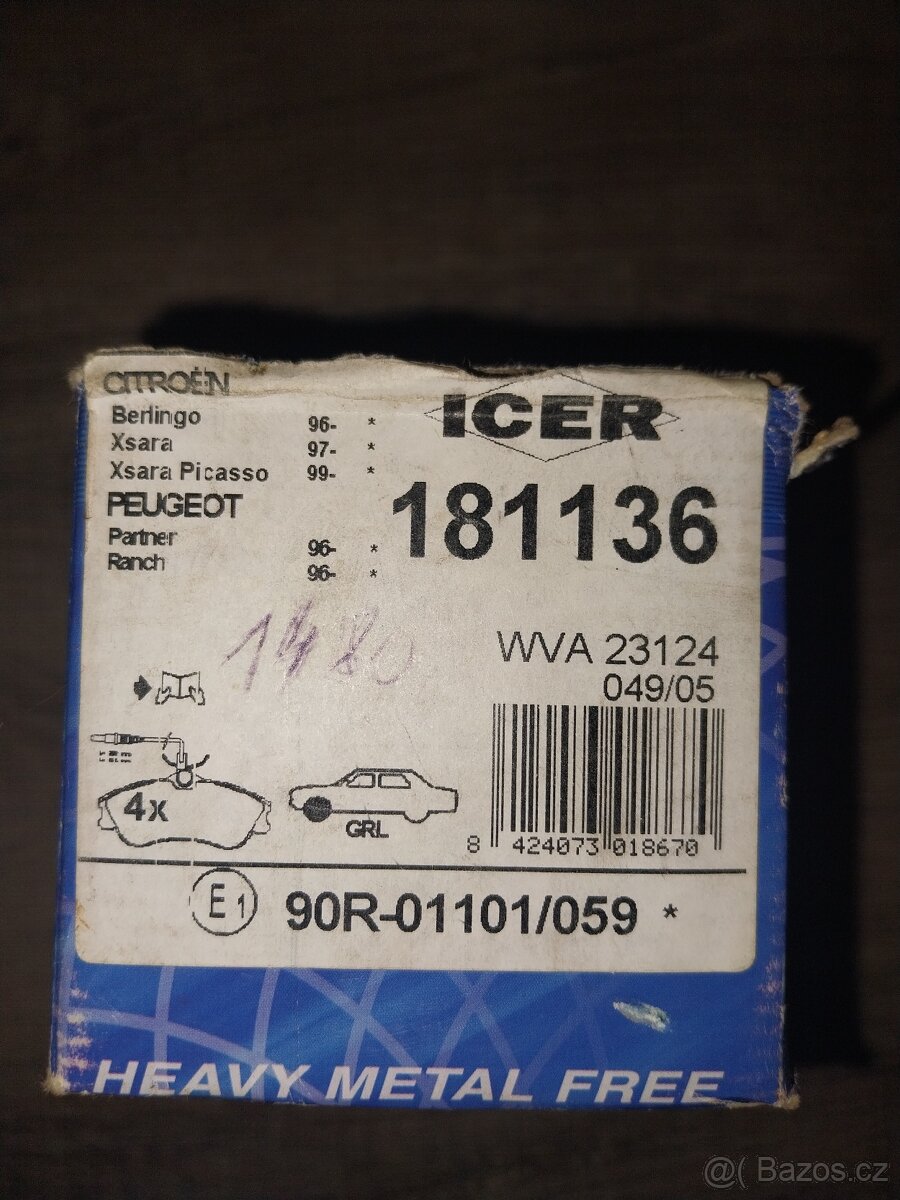 CITROËN
Berlingo 96- *
Xsara 97- *
Xsara Picasso 99- *
PEUGEOT
Partner 96- *
Ranch 96- *
ICER
181136
1480
WVA 23124
049/05
4x
GRL
8 424073 018670
E1 90R-01101/059 *
HEAVY METAL FREE
@( Bazos.cz